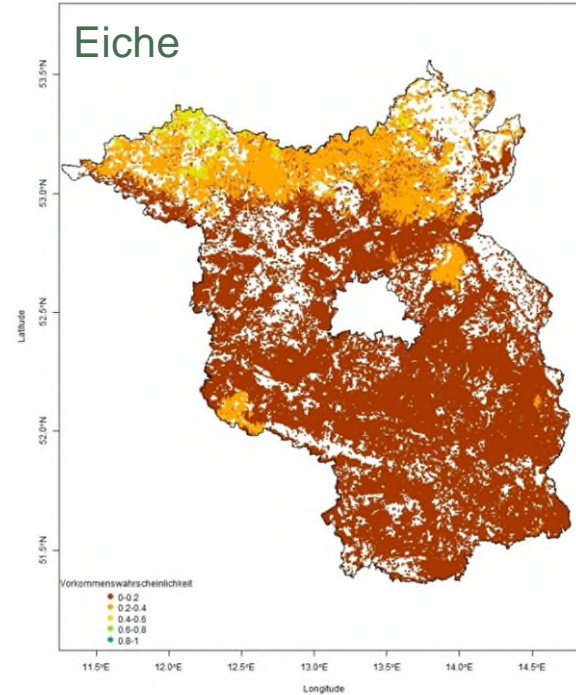 Eiche
53.5°N
53.0°N
52.5°N
52.0°N
51.5°N
Latitude
Vorkommenswahrscheinlichkeit
0-0.2
0.2-0.4
0.4-0.6
0.6-0.8
0.8-1
11.5°E 12.0°E 12.5°E 13.0°E 13.5°E 14.0°E 14.5°E
Longitude